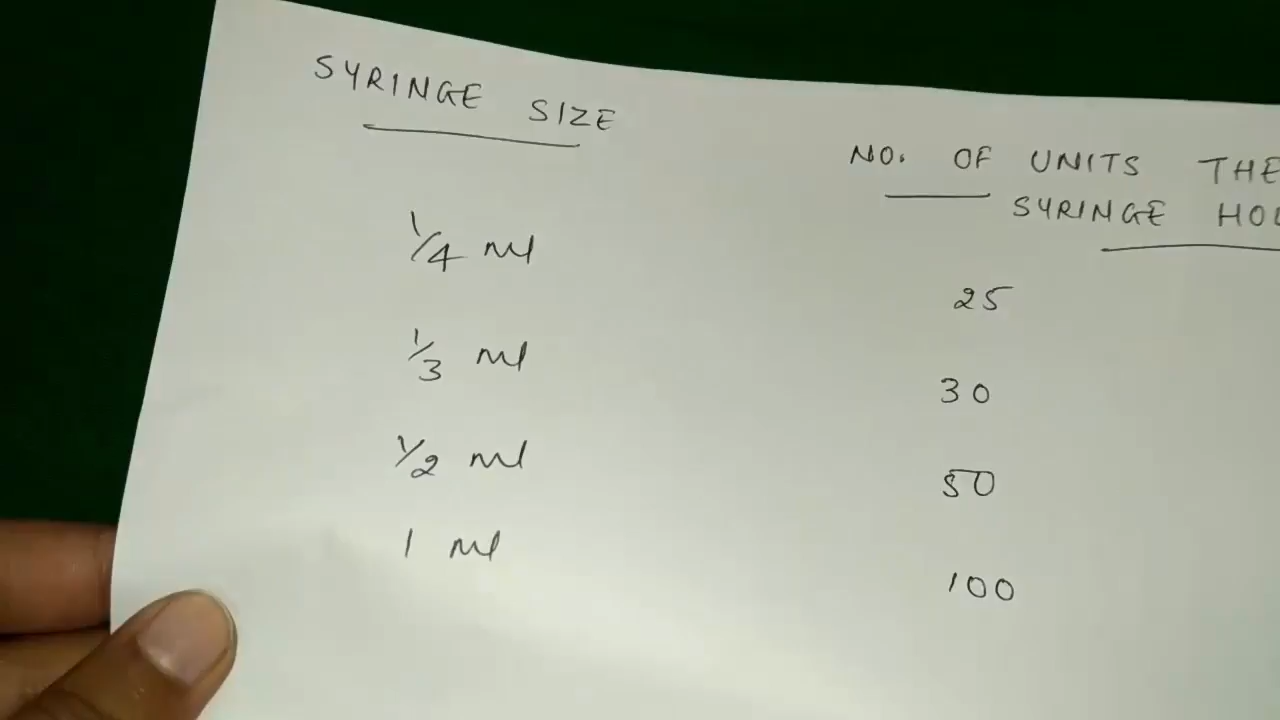 SYRINGE SIZE
NO. OF UNITS THE
SYRINGE HOL
1/4 ml 25
1/3 ml 30
1/2 ml 50
1 ml 100